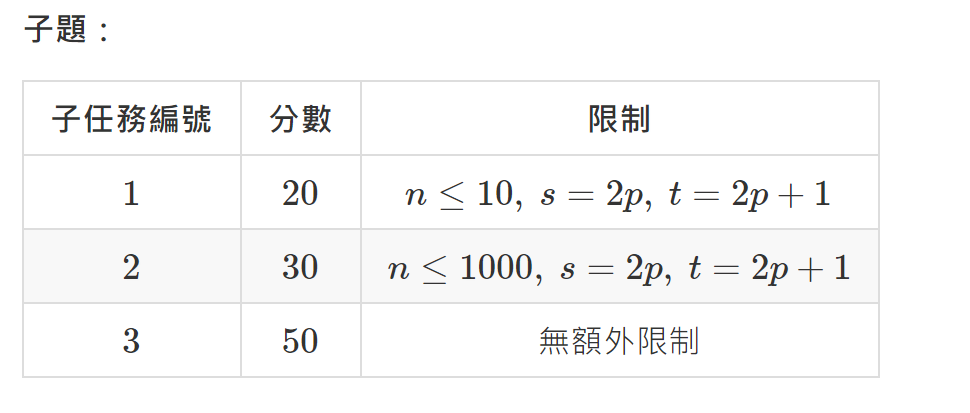 子題：
子任務編號 分數 限制
1 20 n ≤ 10, s = 2p, t = 2p + 1
2 30 n ≤ 1000, s = 2p, t = 2p + 1
3 50 無額外限制